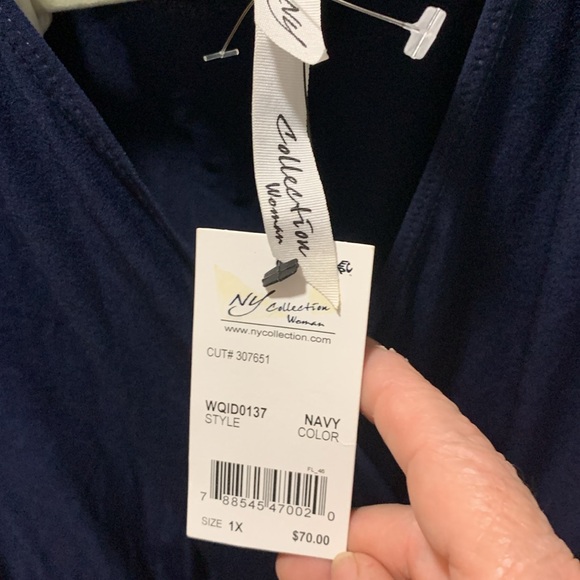 NY
Collection
Woman
NY Collection
Woman
www.nycollection.com
CUT# 307651
WQID0137 NAVY
STYLE COLOR
FL_46
7 88545 47002 0
SIZE 1X $70.00